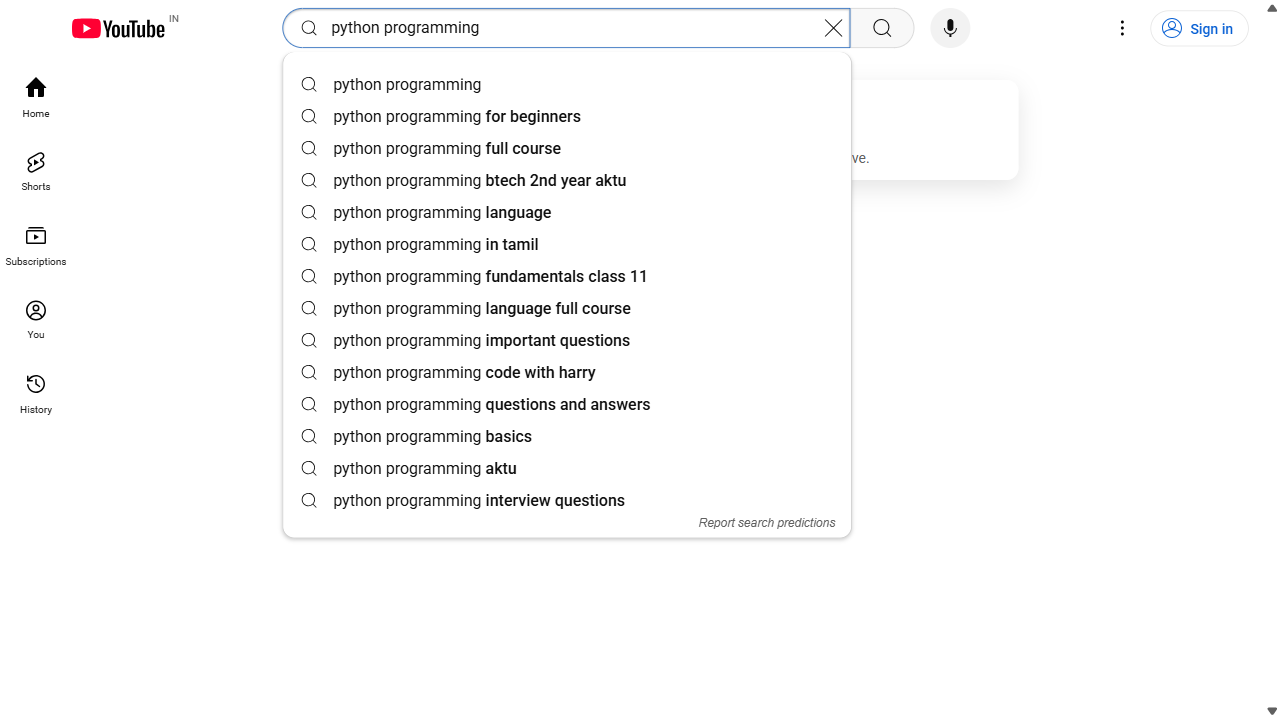 YouTube IN
python programming
Sign in
python programming
python programming for beginners
python programming full course
python programming btech 2nd year aktu
python programming language
python programming in tamil
python programming fundamentals class 11
python programming language full course
python programming important questions
python programming code with harry
python programming questions and answers
python programming basics
python programming aktu
python programming interview questions
Report search predictions
ve.
Home
Shorts
Subscriptions
You
History